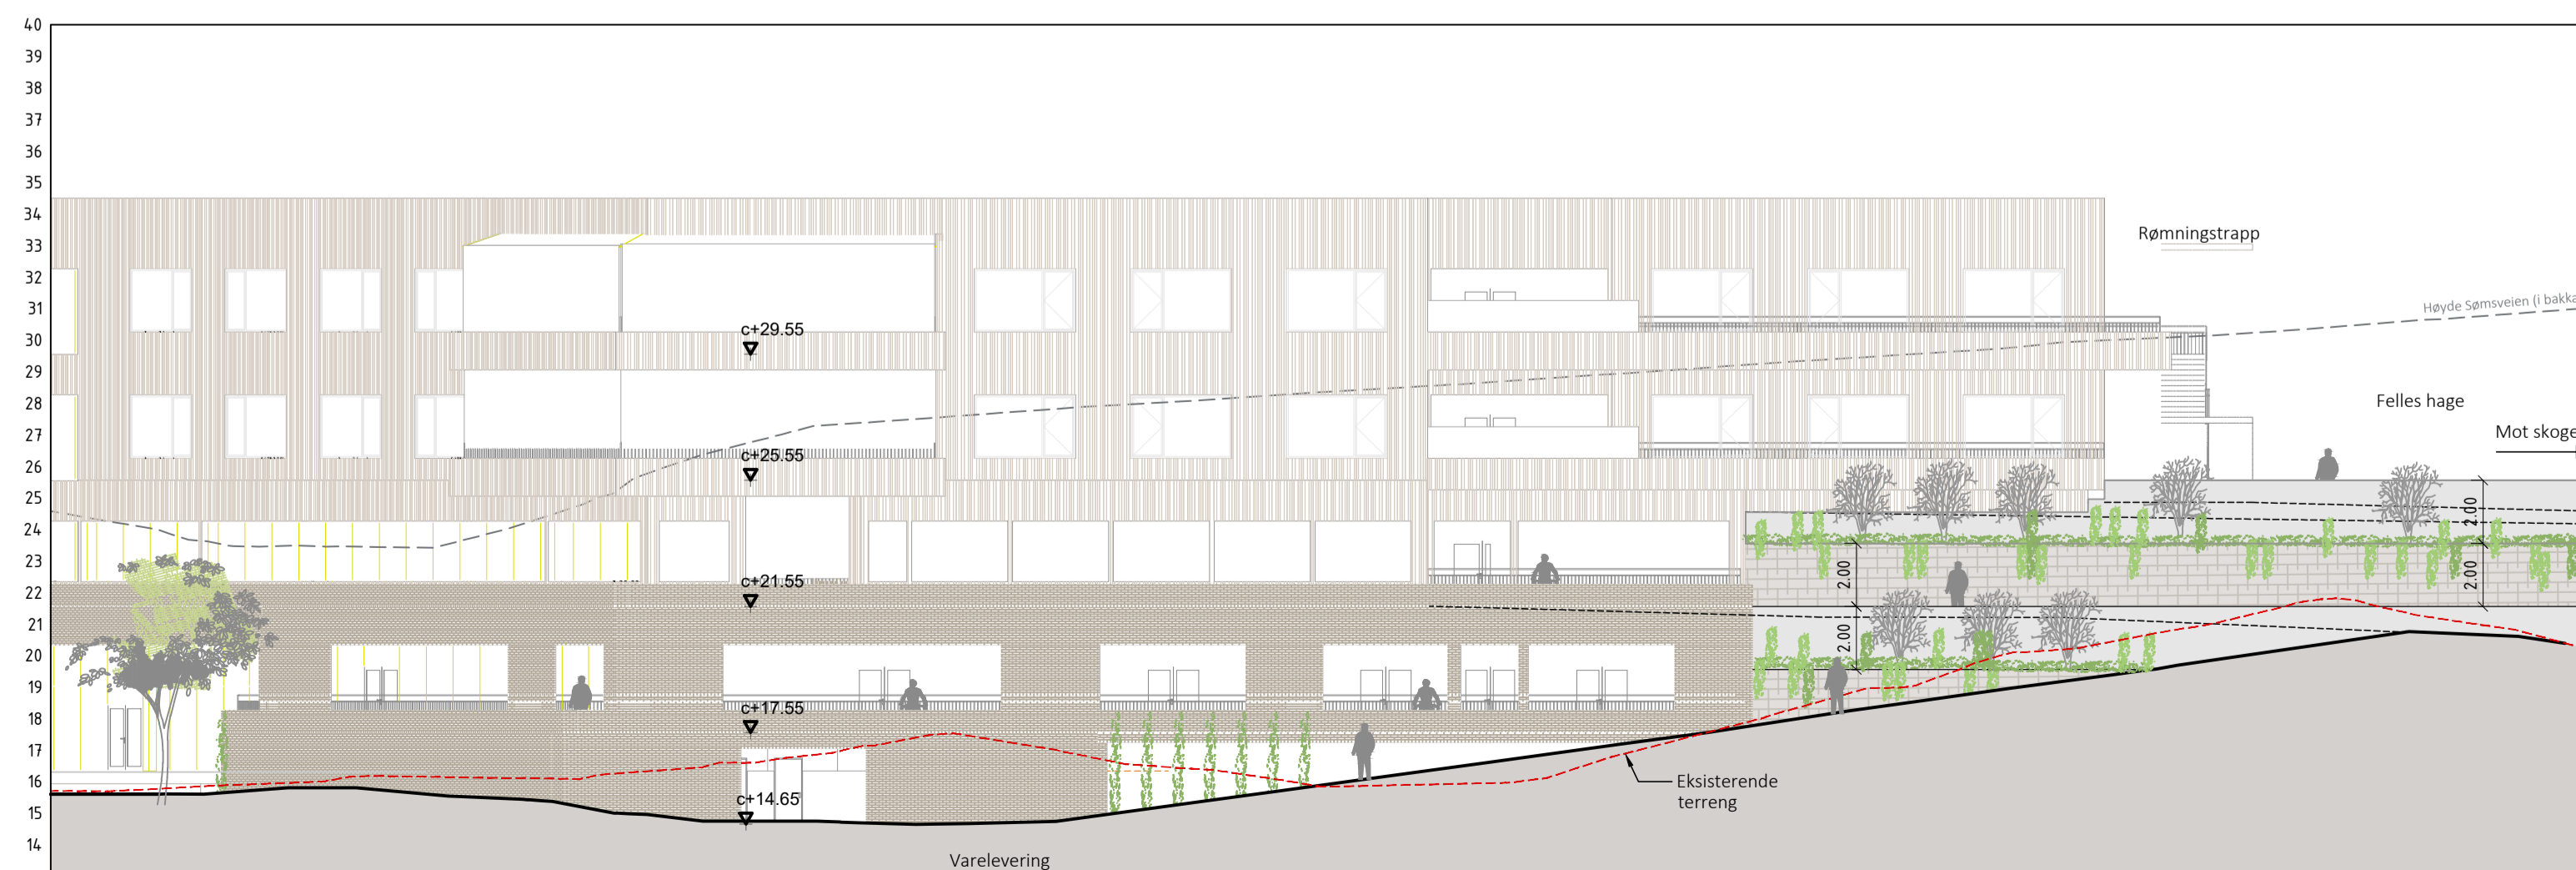 40
39
38
37
36
35
34
33
32
31
30
29
28
27
26
25
24
23
22
21
20
19
18
17
16
15
14
Rømningstrapp
Høyde Sømsveien (i bakka
c+29.55
Felles hage
Mot skoge
c+25.55
2.00
2.00
2.00
2.00
c+21.55
c+17.55
c+14.65
Eksisterende
terreng
Varelevering